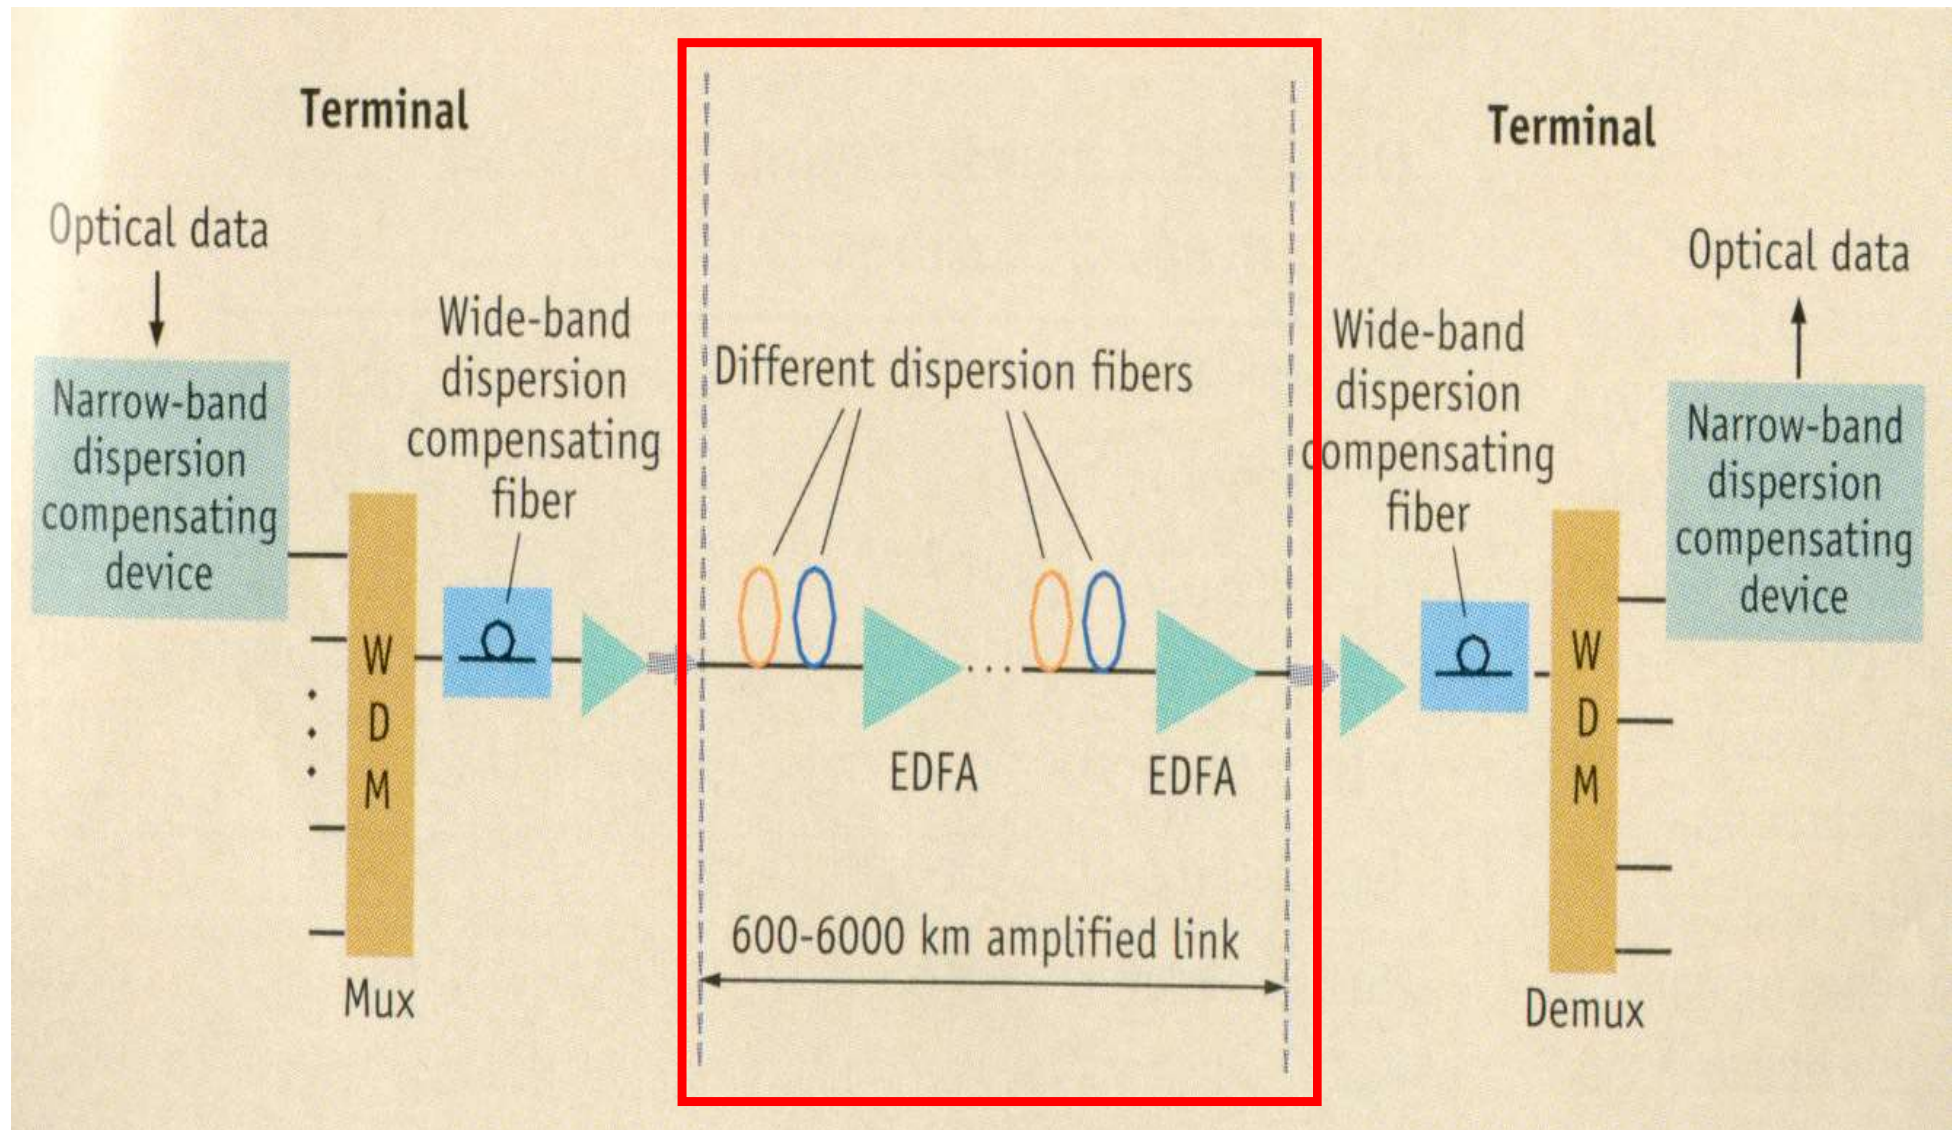 Terminal
Optical data
Narrow-band
dispersion
compensating
device
Wide-band
dispersion
compensating
fiber
W
D
M
Mux
Different dispersion fibers
EDFA
EDFA
600-6000 km amplified link
Terminal
Wide-band
dispersion
compensating
fiber
W
D
M
Demux
Optical data
Narrow-band
dispersion
compensating
device